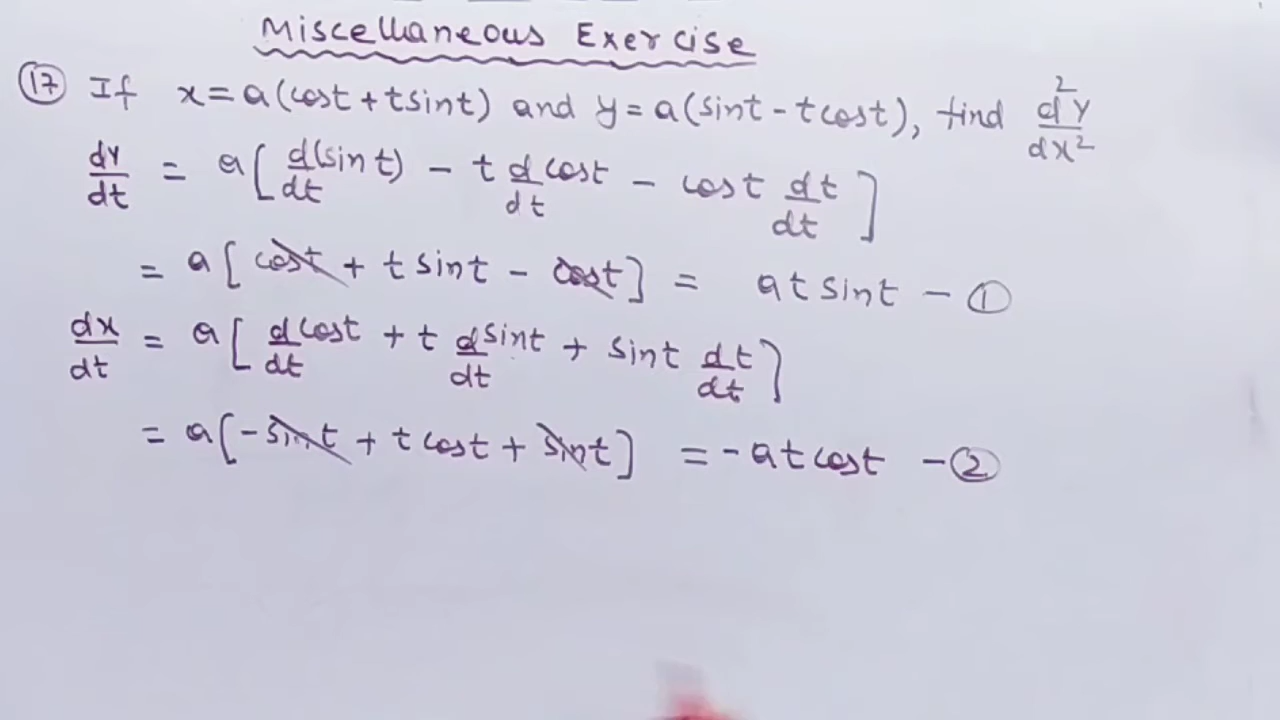 Miscellaneous Exercise
(17) If x = a(cost + tsint) and y = a(sint - tcost), find d²y/dx²
dy/dt = a[d(sint)/dt - t d cost/dt - cost dt/dt]
= a[cost + tsint - cost] = atsint - (1)
dx/dt = a[d cost/dt + t d sint/dt + sint dt/dt]
= a[-sint + tcost + sint] = -atcost - (2)